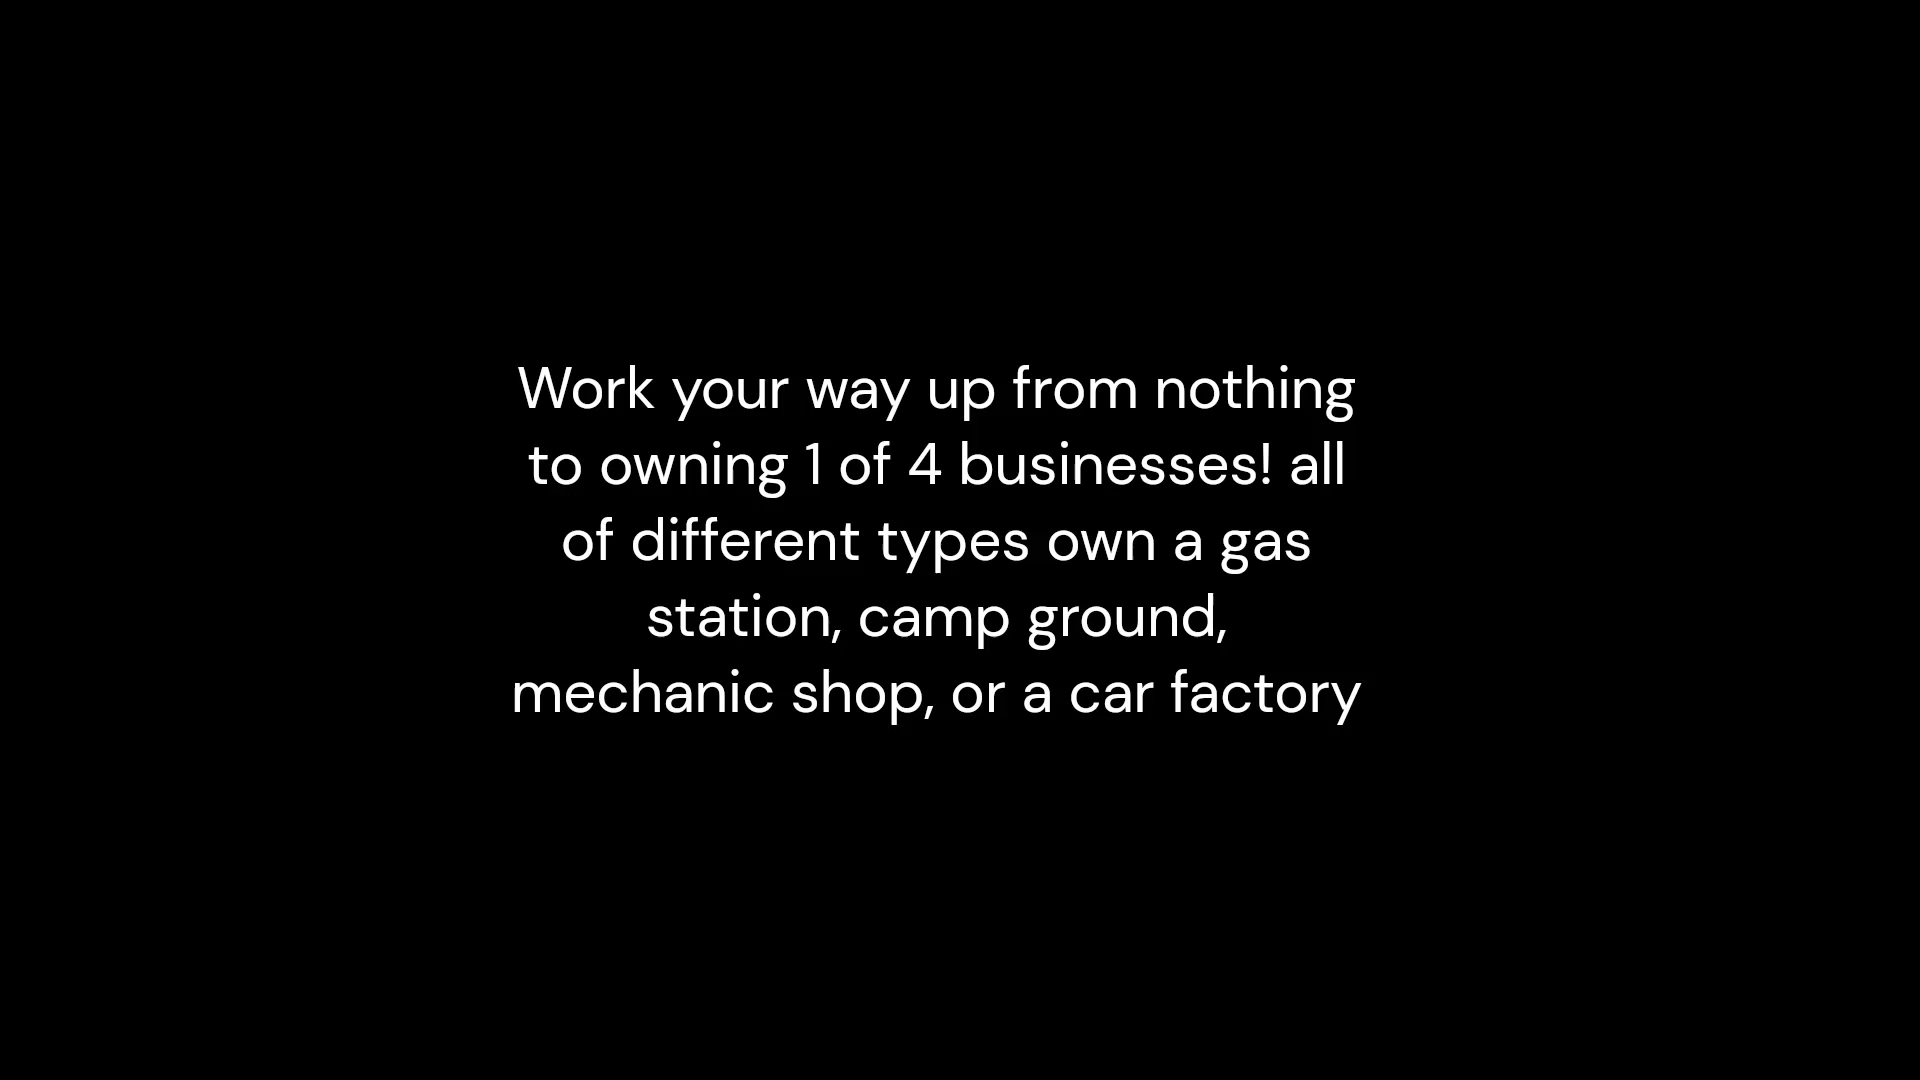 Work your way up from nothing
to owning 1 of 4 businesses! all
of different types own a gas
station, camp ground,
mechanic shop, or a car factory